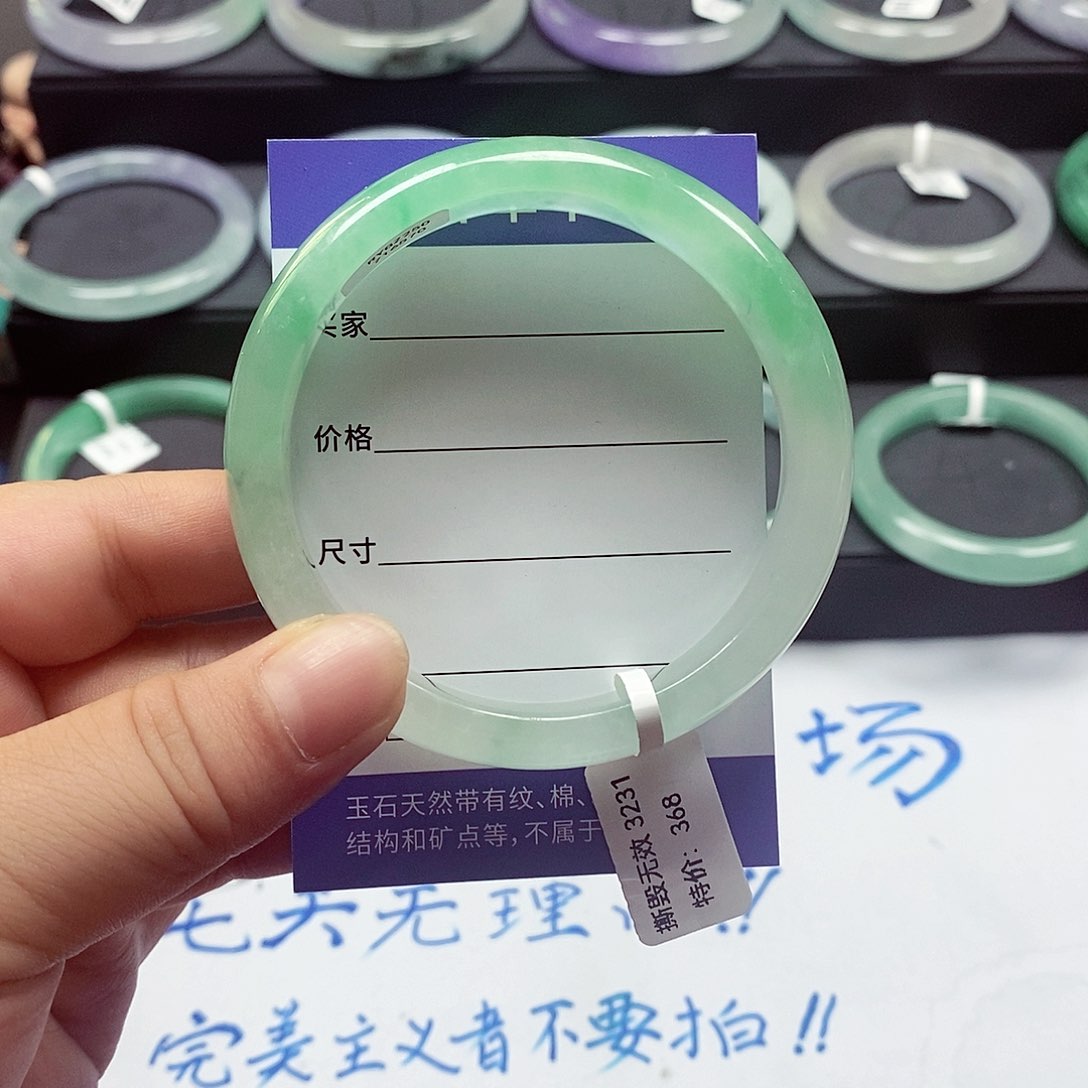 家
价格
尺寸
玉石天然带有纹、棉、
结构和矿点等，不属于
撕毁无效 3231
特价：368
场
七天无理
!!
完美主义者不要拍!!